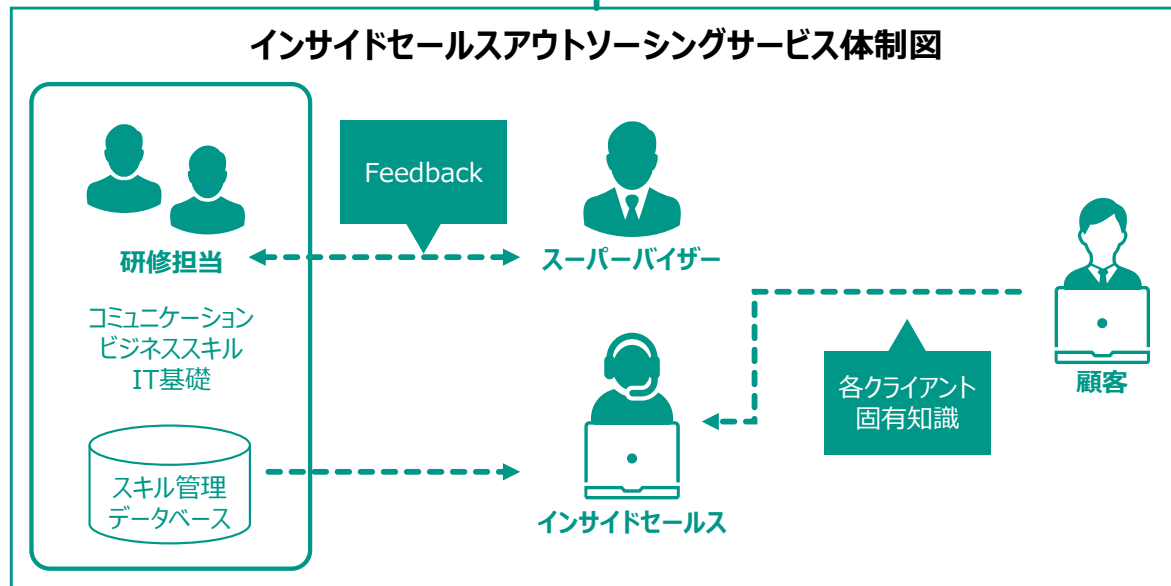 インサイドセールスアウトソーシングサービス体制図
Feedback
研修担当
スーパーバイザー
コミュニケーション
ビジネススキル
IT基礎
各クライアント
固有知識
顧客
スキル管理
データベース
インサイドセールス